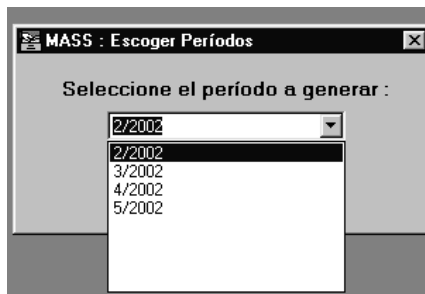 MASS : Escoger Períodos
Seleccione el período a generar :
2/2002
2/2002
3/2002
4/2002
5/2002